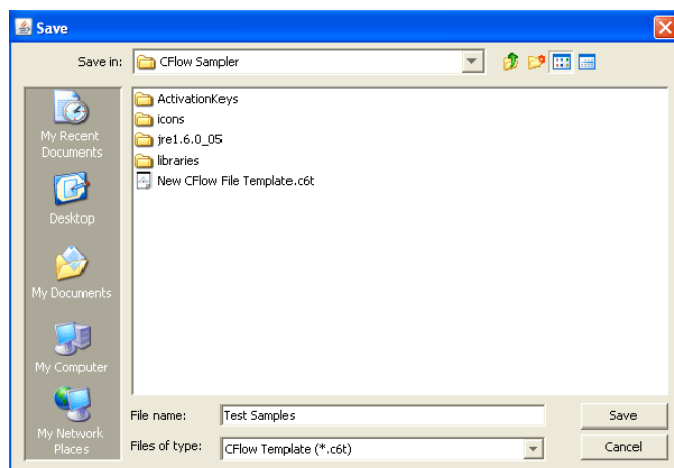 Save
Save in:
CFlow Sampler
My Recent
Documents
Desktop
My Documents
My Computer
My Network
Places
ActivationKeys
icons
jre1.6.0_05
libraries
New CFlow File Template.c6t
File name:
Test Samples
Save
Files of type:
CFlow Template (*.c6t)
Cancel